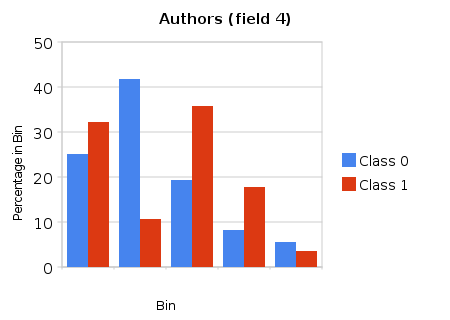 Authors (field 4)
50
40
30
20
10
0
Percentage in Bin
Bin
Class 0
Class 1